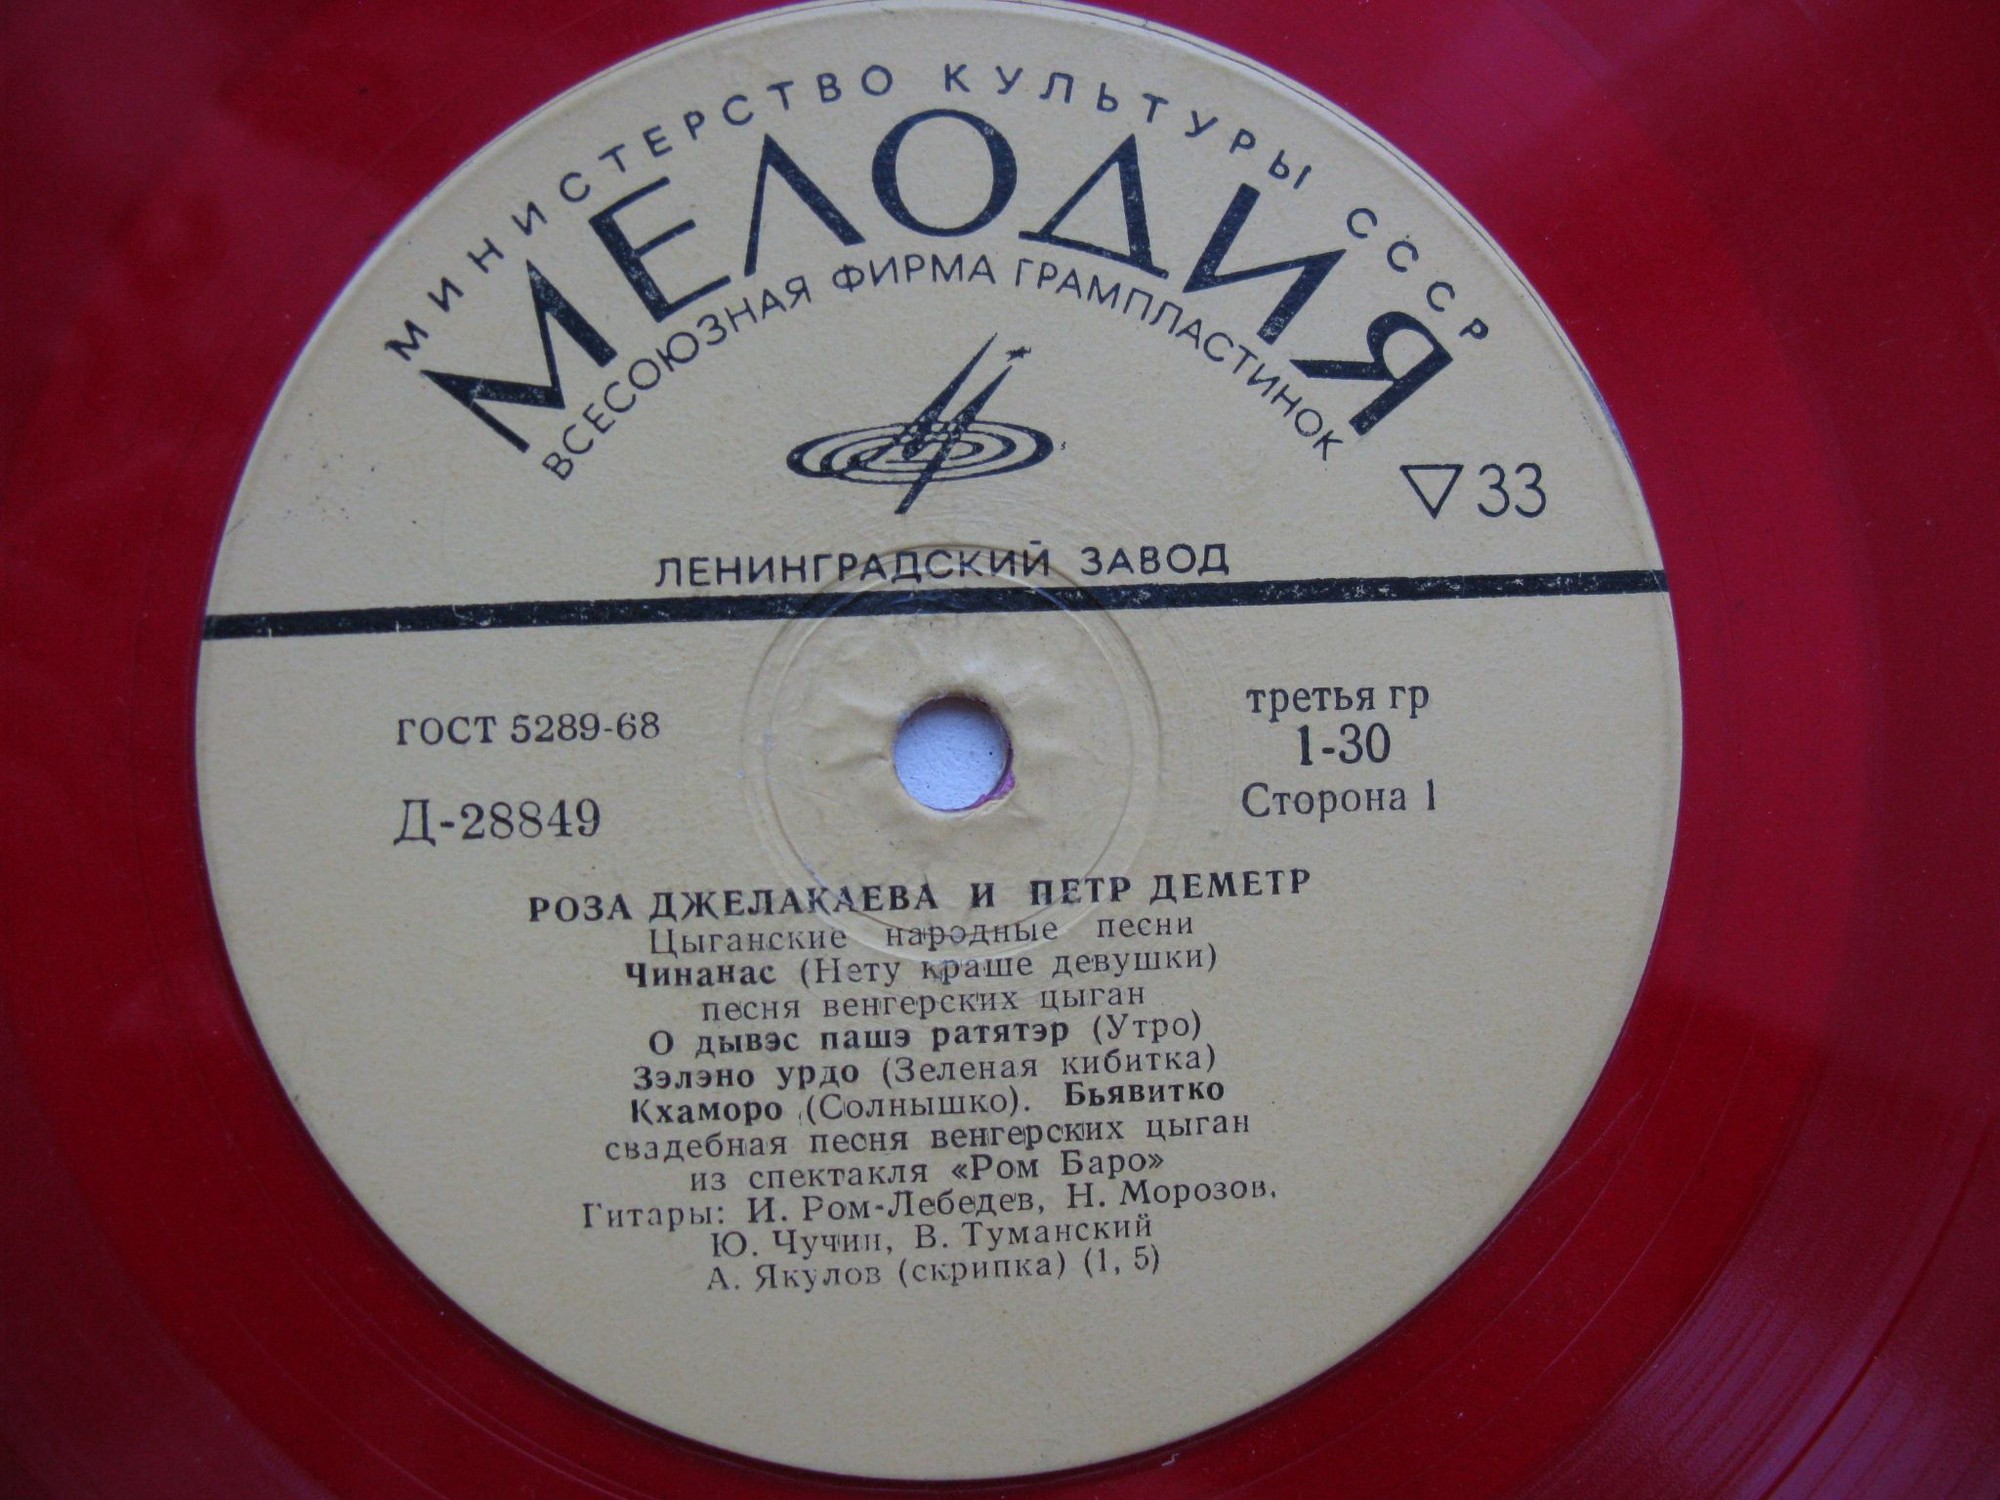 МИНИСТЕРСТВО КУЛЬТУРЫ СССР
МЕЛОДИЯ
ВСЕСОЮЗНАЯ ФИРМА ГРАМПЛАСТИНОК
33
ЛЕНИНГРАДСКИЙ ЗАВОД
ГОСТ 5289-68
третья гр
1-30
Д-28849
Сторона 1
РОЗА ДЖЕЛАКАЕВА И ПЕТР ДЕМЕТР
Цыганские народные песни
Чинанас (Нету краше девушки)
песня венгерских цыган
О дывэс пашэ ратятэр (Утро)
Зэлэно урдо (Зеленая кибитка)
Кхаморо (Солнышко). Бьявитко
свадебная песня венгерских цыган
из спектакля «Ром Баро»
Гитары: И. Ром-Лебедев, Н. Морозов,
Ю. Чучин, В. Туманский
А. Якулов (скрипка) (1, 5)